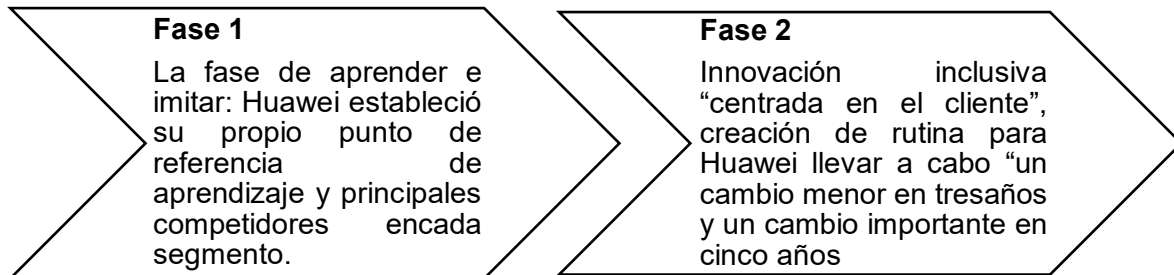 Fase 1
La fase de aprender e
imitar: Huawei estableció
su propio punto de
referencia de
aprendizaje y principales
competidores encada
segmento.
Fase 2
Innovación inclusiva
“centrada en el cliente”,
creación de rutina para
Huawei llevar a cabo “un
cambio menor en tresaños
y un cambio importante en
cinco años